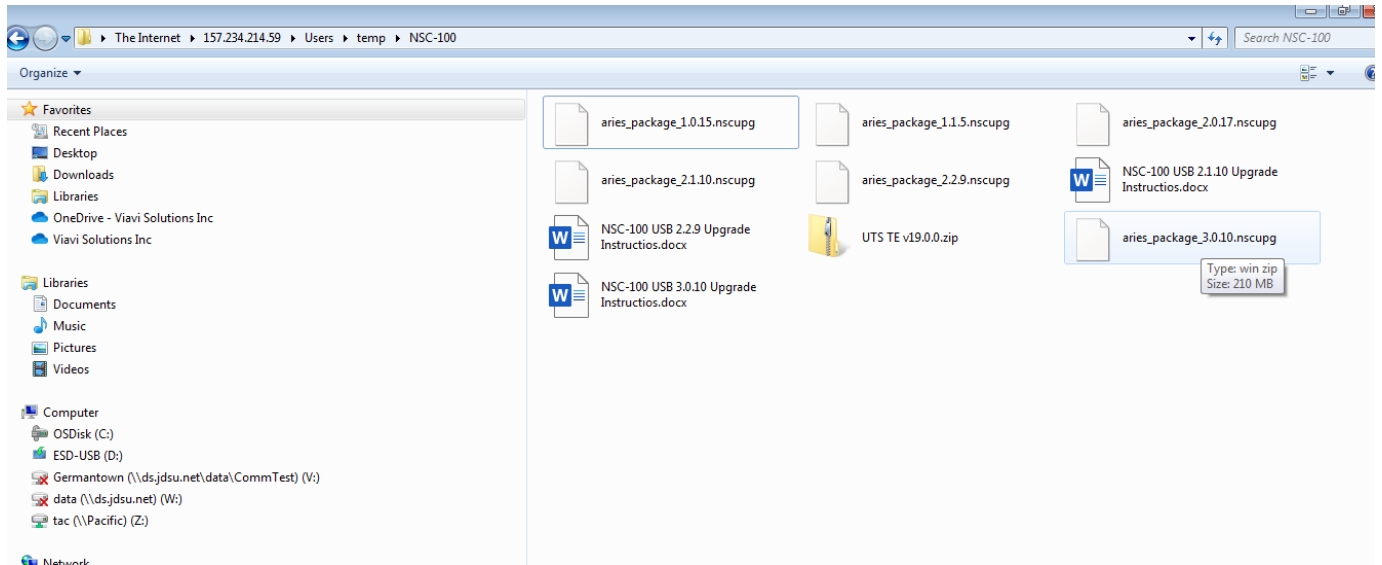 The Internet ▸ 157.234.214.59 ▸ Users ▸ temp ▸ NSC-100
Search NSC-100
Organize
Favorites
Recent Places
Desktop
Downloads
Libraries
OneDrive - Viavi Solutions Inc
Viavi Solutions Inc
Libraries
Documents
Music
Pictures
Videos
Computer
OSDisk (C:)
ESD-USB (D:)
Germantown (\\ds.jdsu.net\data\CommTest) (V:)
data (\\ds.jdsu.net) (W:)
tac (\\Pacific) (Z:)
Network
aries_package_1.0.15.nscupg
aries_package_1.1.5.nscupg
aries_package_2.0.17.nscupg
aries_package_2.1.10.nscupg
aries_package_2.2.9.nscupg
NSC-100 USB 2.1.10 Upgrade
Instructios.docx
NSC-100 USB 2.2.9 Upgrade
Instructios.docx
UTS TE v19.0.0.zip
aries_package_3.0.10.nscupg
Type: win zip
Size: 210 MB
NSC-100 USB 3.0.10 Upgrade
Instructios.docx